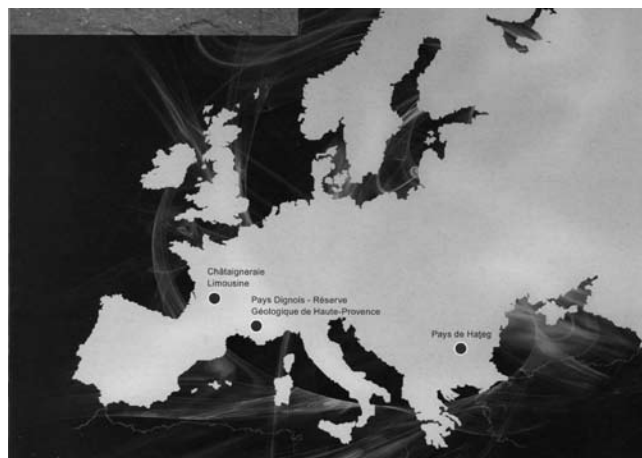 Châtaigneraie
Limousine
Pays Dignois - Réserve
Géologique de Haute-Provence
Pays de Haţeg